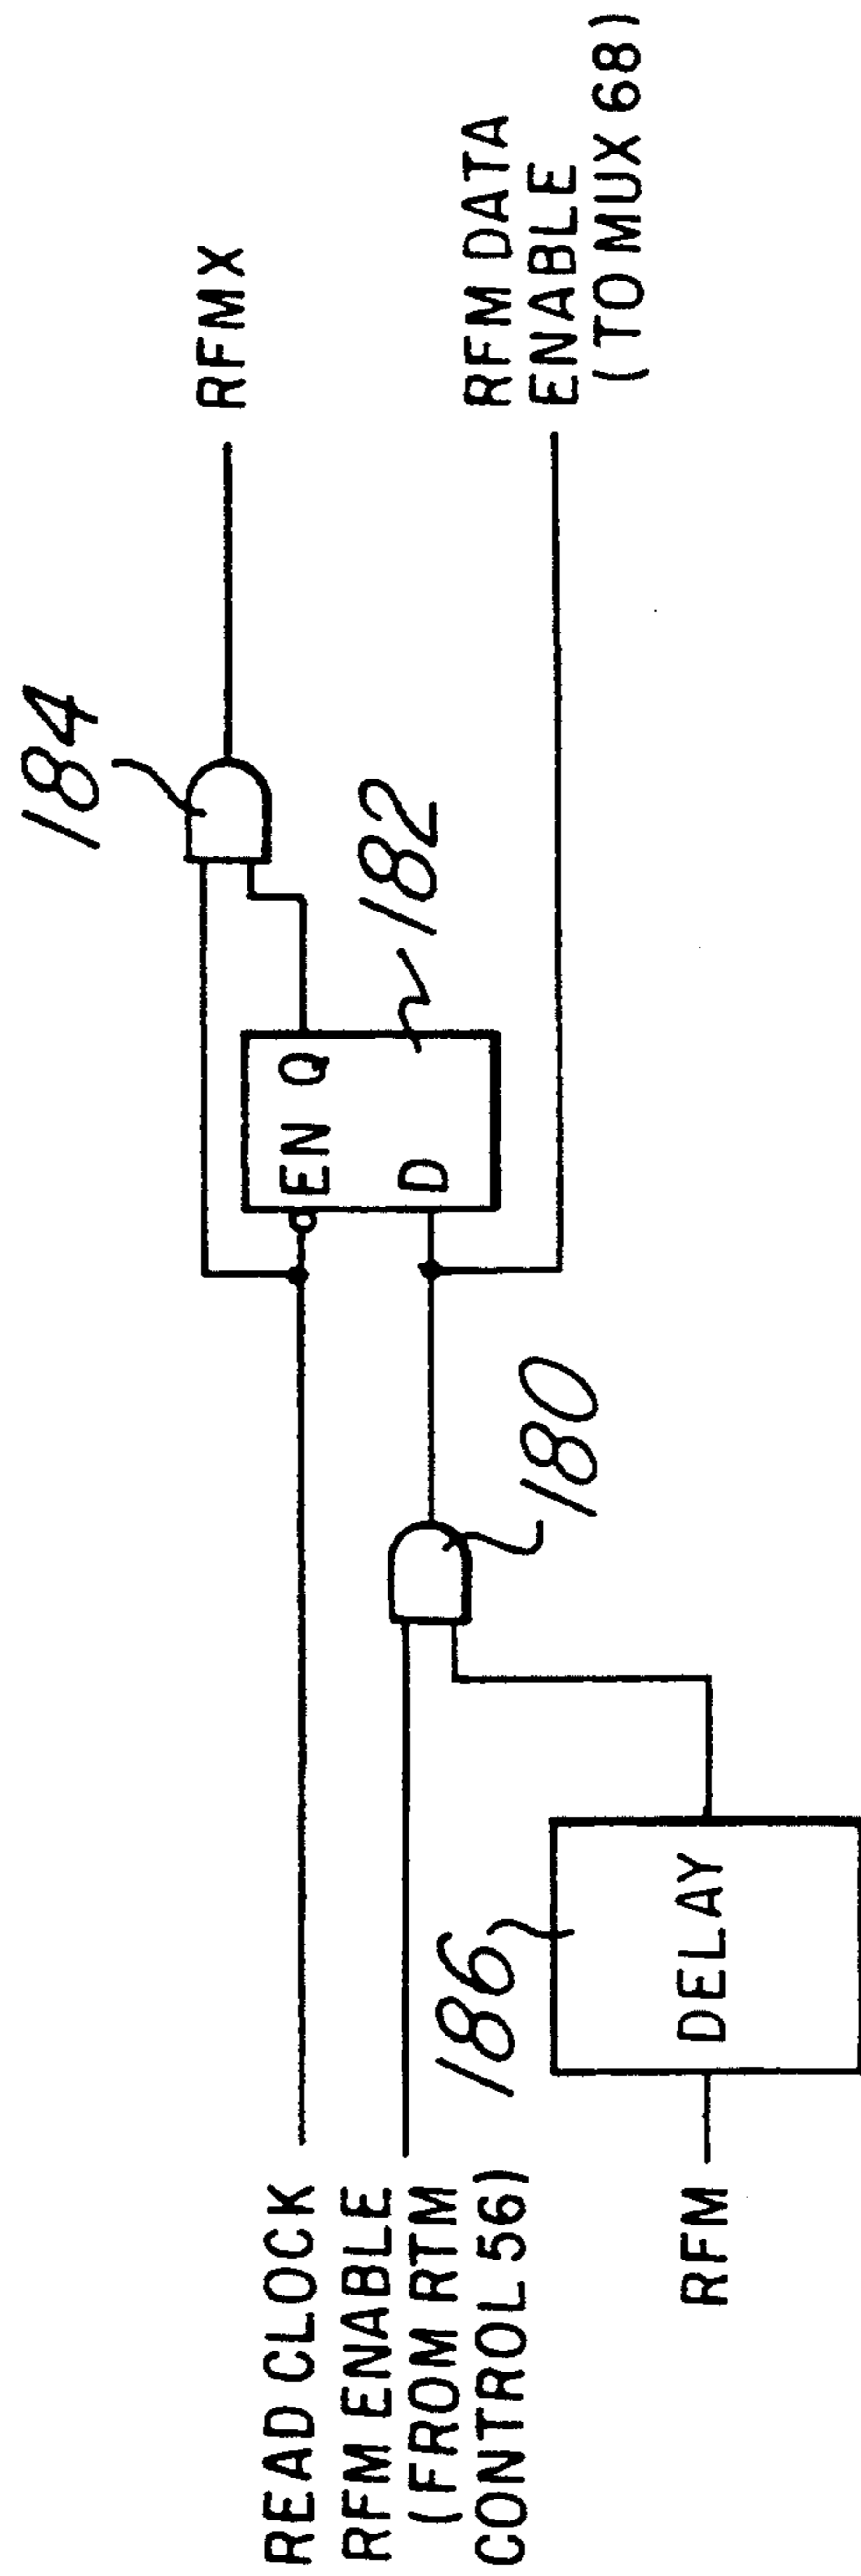 READ CLOCK
RFM ENABLE
(FROM RTM
CONTROL 56)
RFM
186
DELAY
180
EN Q
D
182
184
RFMX
RFM DATA
ENABLE
(TO MUX 68)